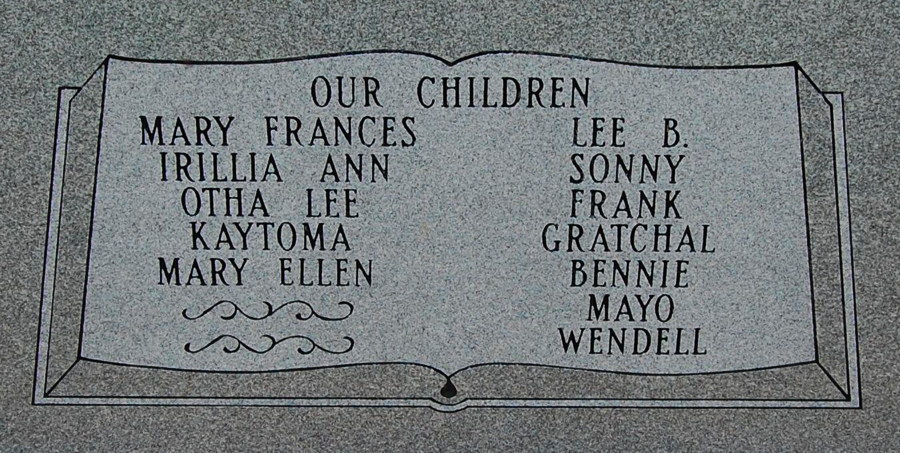 OUR CHILDREN
MARY FRANCES
IRILLIA ANN
OTHA LEE
KAYTOMA
MARY ELLEN
LEE B.
SONNY
FRANK
GRATCHAL
BENNIE
MAYO
WENDELL